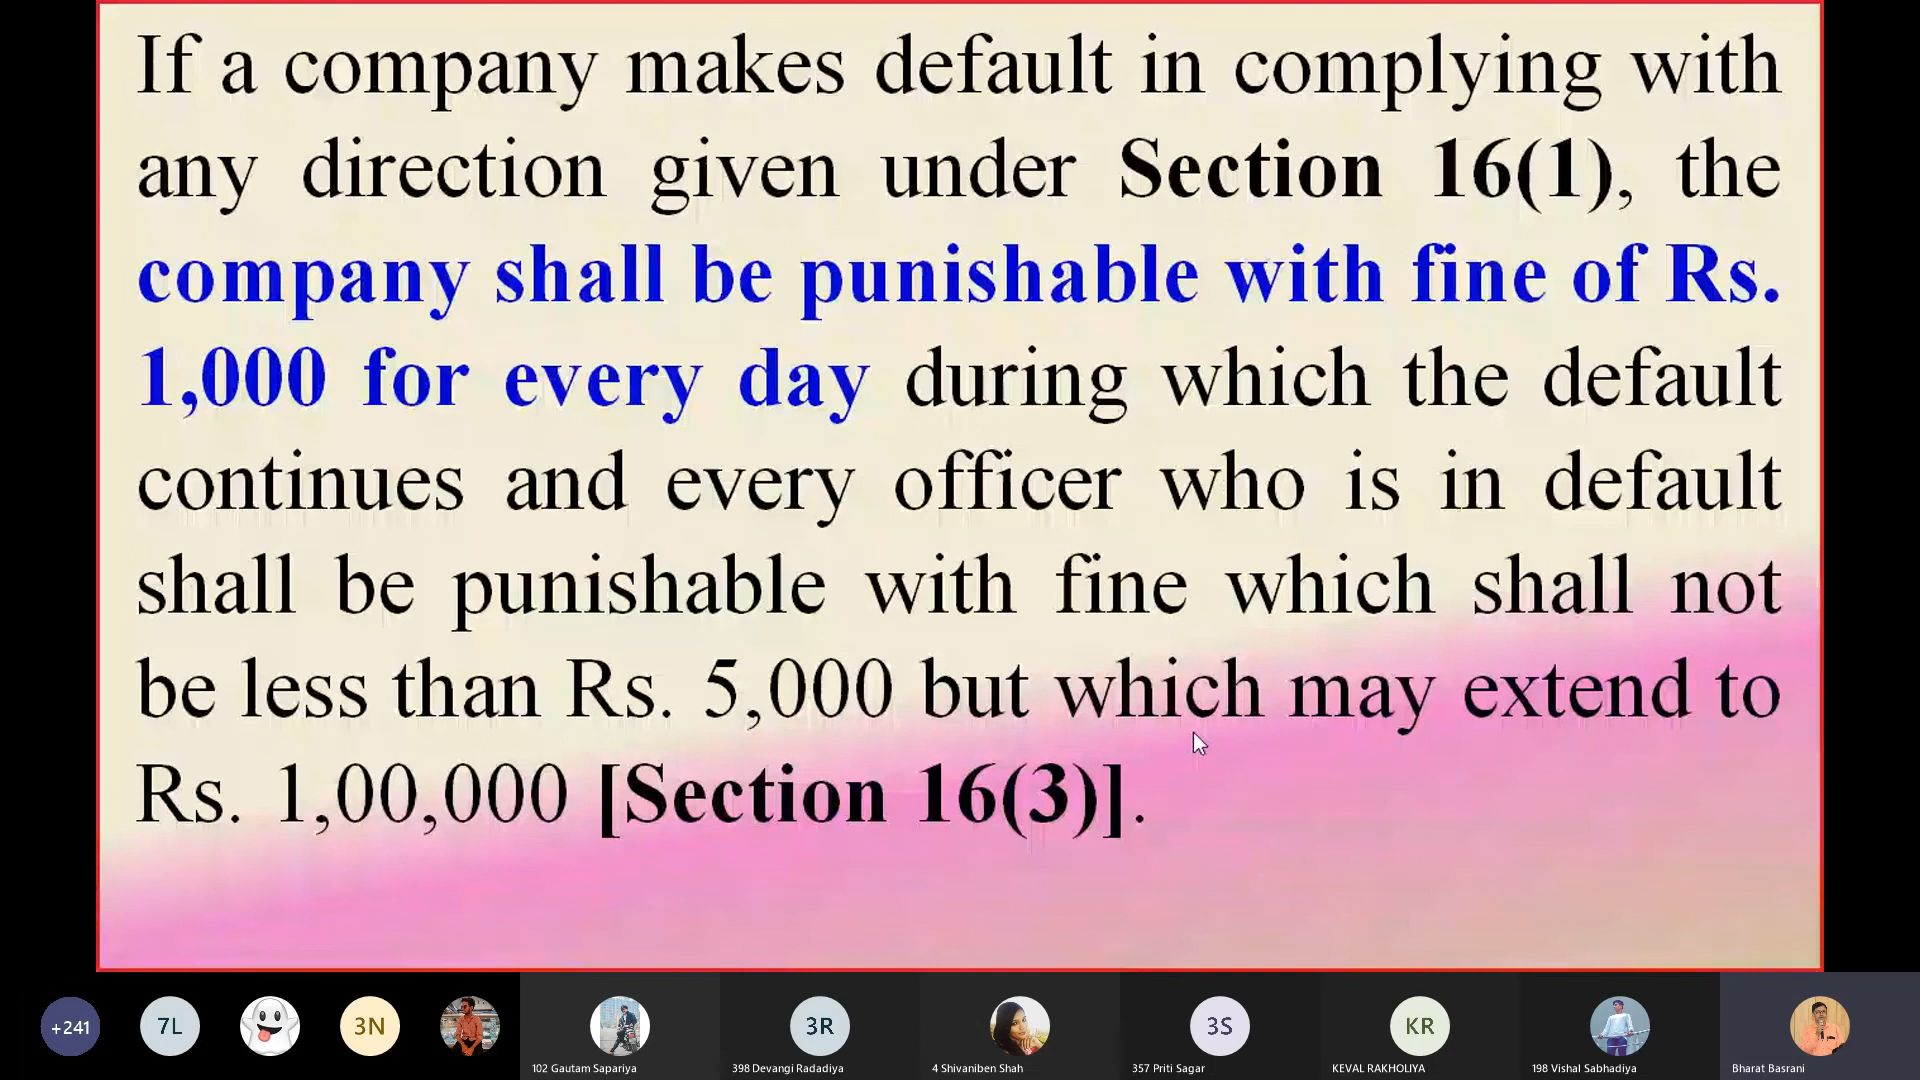 If a company makes default in complying with
any direction given under Section 16(1), the
company shall be punishable with fine of Rs.
1,000 for every day during which the default
continues and every officer who is in default
shall be punishable with fine which shall not
be less than Rs. 5,000 but which may extend to
Rs. 1,00,000 [Section 16(3)].
+241
7L
3N
3R
3S
KR
102 Gautam Sapariya
398 Devangi Radadiya
4 Shivaniben Shah
357 Priti Sagar
KEVAL RAKHOLIYA
198 Vishal Sabhadiya
Bharat Basrani